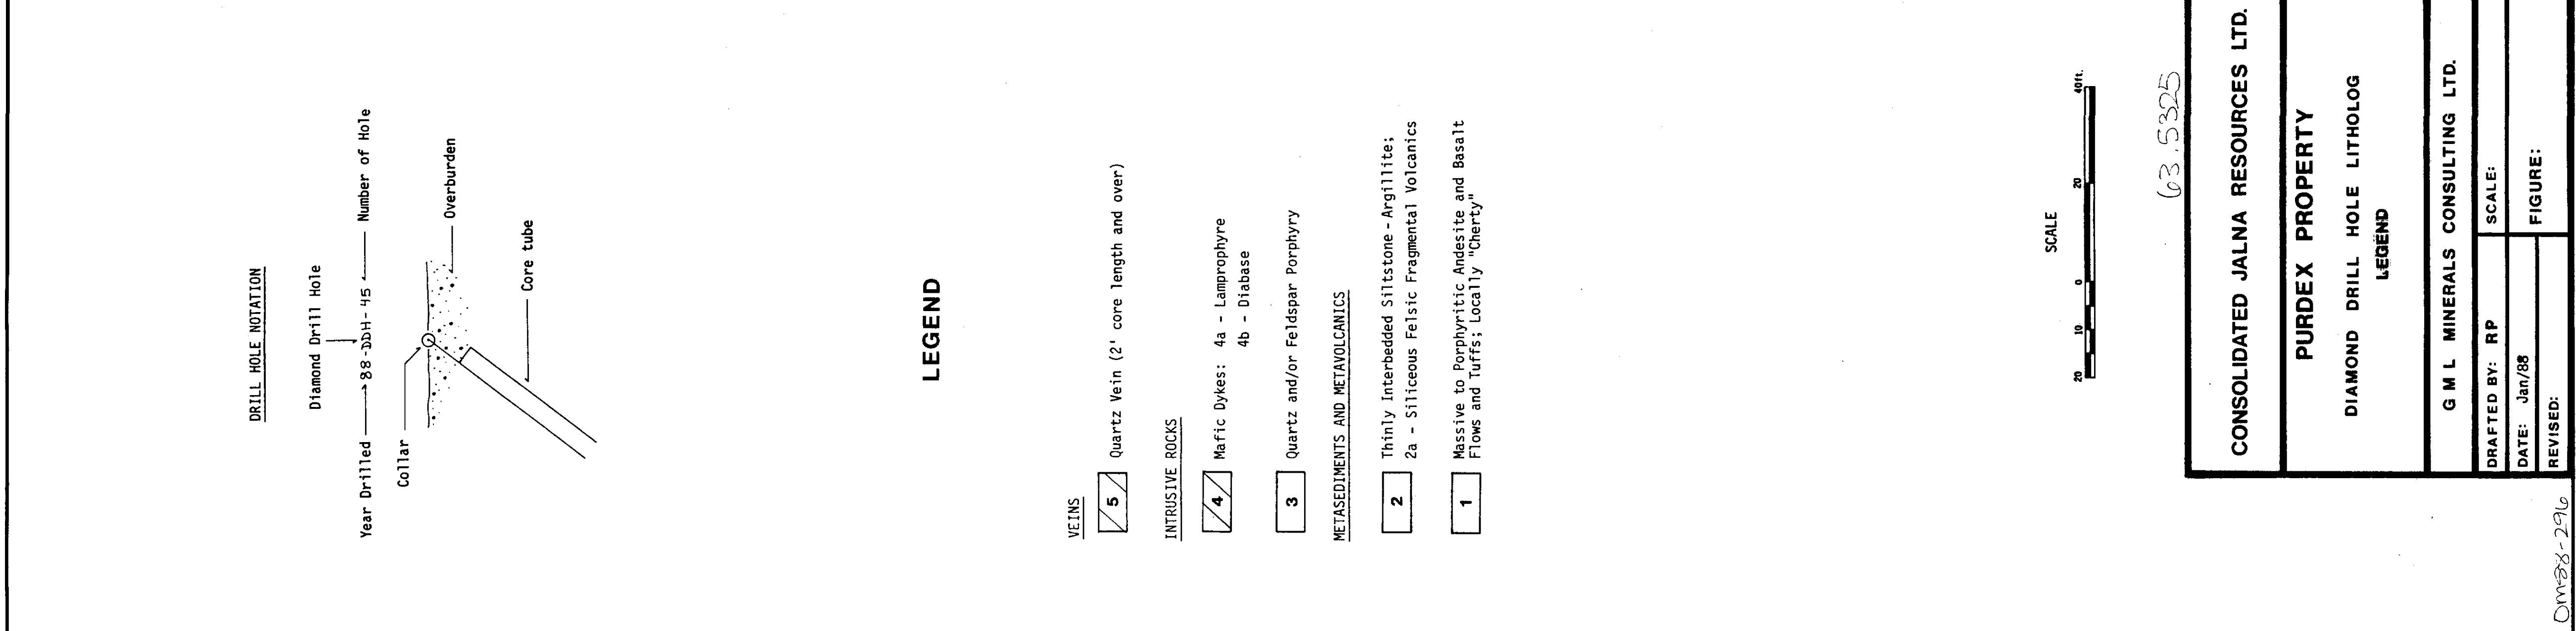 DRILL HOLE NOTATION
Diamond Drill Hole
Year Drilled 88-DDH-45 Number of Hole
Collar
Overburden
Core tube
LEGEND
VEINS
5 Quartz Vein (2' core length and over)
INTRUSIVE ROCKS
4 Mafic Dykes: 4a - Lamprophyre
4b - Diabase
3 Quartz and/or Feldspar Porphyry
METASEDIMENTS AND METAVOLCANICS
2 Thinly Interbedded Siltstone - Argillite;
2a - Siliceous Felsic Fragmental Volcanics
1 Massive to Porphyritic Andesite and Basalt
Flows and Tuffs; Locally "Cherty"
SCALE
20 10 0 20 40ft.
63.5325
CONSOLIDATED JALNA RESOURCES LTD.
PURDEX PROPERTY
DIAMOND DRILL HOLE LITHOLOG
LEGEND
G M L MINERALS CONSULTING LTD.
DRAFTED BY: RP SCALE:
DATE: Jan/88
FIGURE:
REVISED:
OM88-296